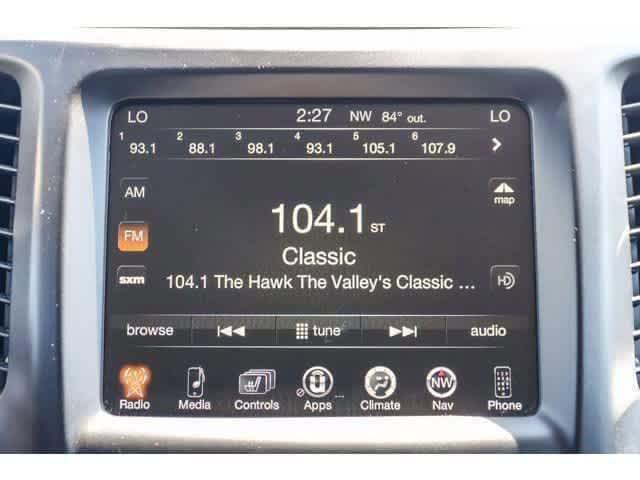 LO 2:27 NW 84° out. LO
1 93.1 2 88.1 3 98.1 4 93.1 5 105.1 6 107.9
AM
map
104.1 ST
FM
Classic
sxm 104.1 The Hawk The Valley's Classic ... HD
browse tune audio
NW
Radio Media Controls Apps Climate Nav Phone